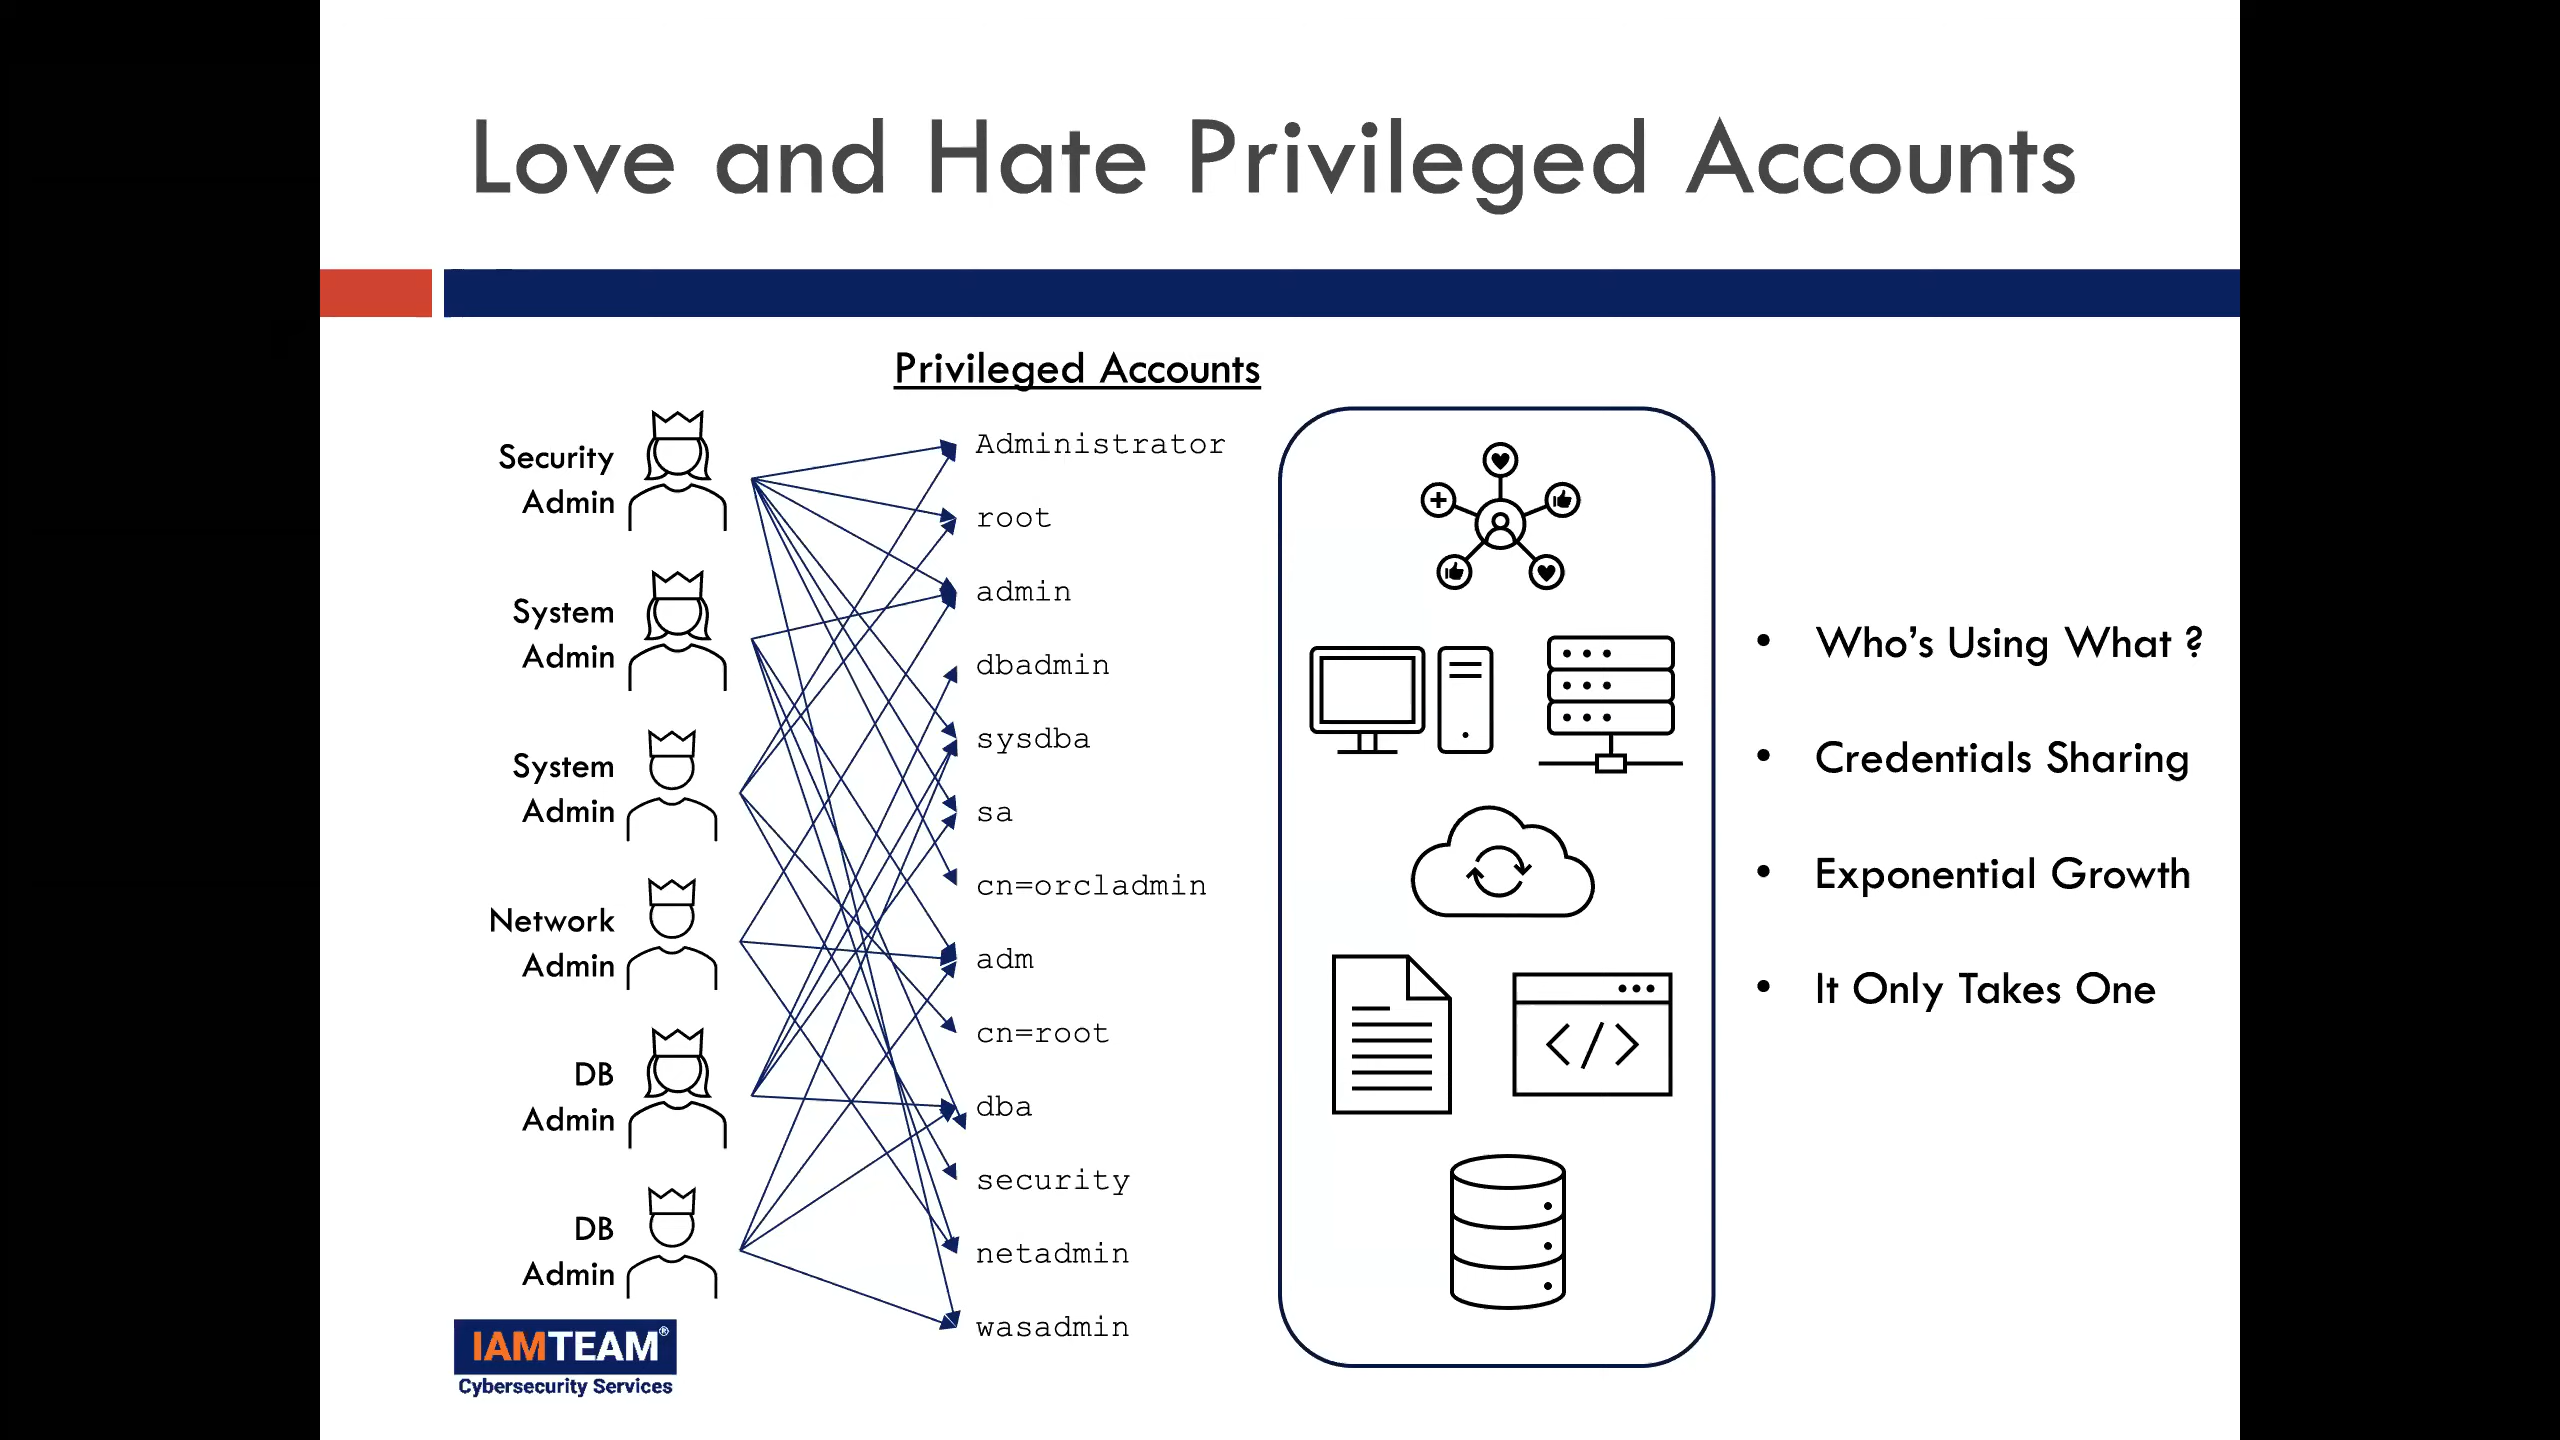 Love and Hate Privileged Accounts
Privileged Accounts
Security
Admin
System
Admin
System
Admin
Network
Admin
DB
Admin
DB
Admin
Administrator
root
admin
dbadmin
sysdba
sa
cn=orcladmin
adm
cn=root
dba
security
netadmin
wasadmin
</>
• Who’s Using What ?
• Credentials Sharing
• Exponential Growth
• It Only Takes One
IAMTEAM®
Cybersecurity Services